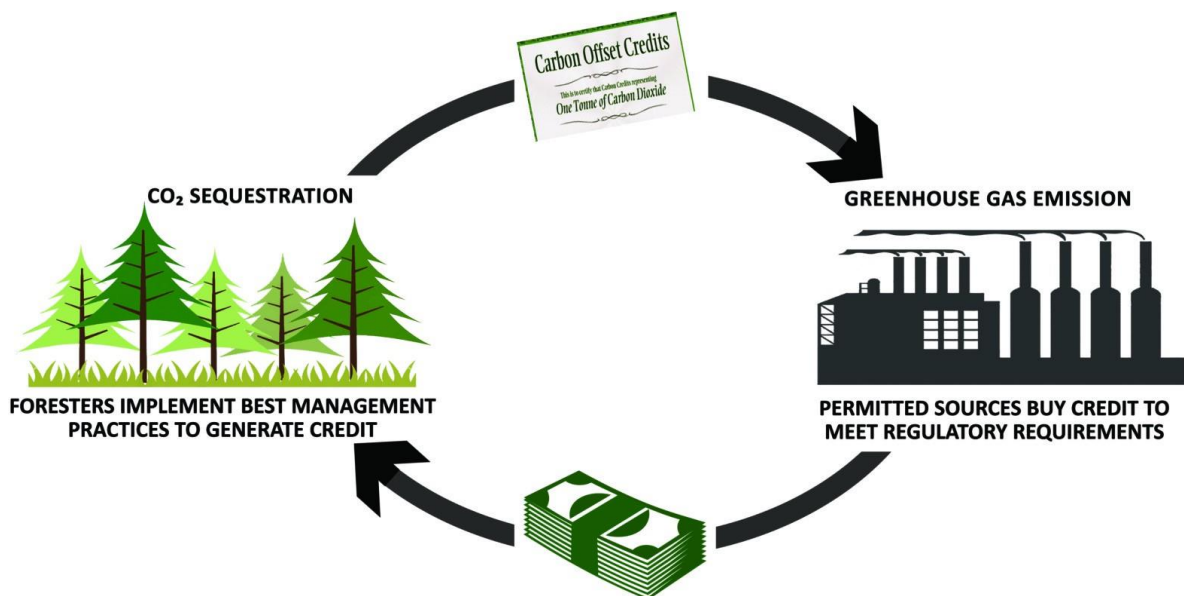 Carbon Offset Credits
This is to certify that Carbon Credits representing
One Tonne of Carbon Dioxide
CO₂ SEQUESTRATION
GREENHOUSE GAS EMISSION
FORESTERS IMPLEMENT BEST MANAGEMENT
PRACTICES TO GENERATE CREDIT
PERMITTED SOURCES BUY CREDIT TO
MEET REGULATORY REQUIREMENTS